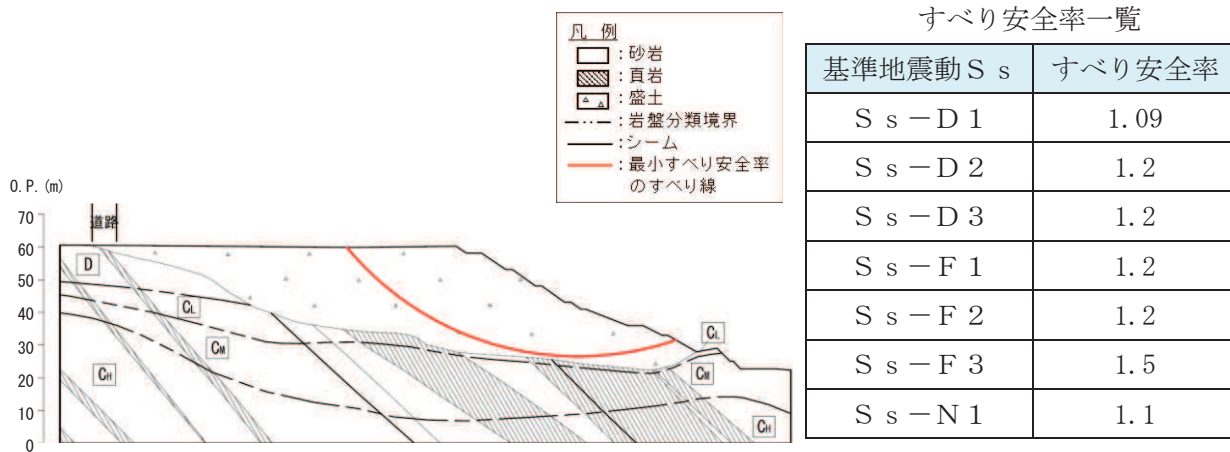 凡 例
：砂岩
：頁岩
：盛土
：岩盤分類境界
：シーム
：最小すべり安全率
のすべり線
O.P.(m)
70
60
50
40
30
20
10
0
道路
D
CL
CM
CH
CL
CM
CH
すべり安全率一覧
基準地震動Ｓｓ すべり安全率
Ｓｓ－Ｄ１ 1.09
Ｓｓ－Ｄ２ 1.2
Ｓｓ－Ｄ３ 1.2
Ｓｓ－Ｆ１ 1.2
Ｓｓ－Ｆ２ 1.2
Ｓｓ－Ｆ３ 1.5
Ｓｓ－Ｎ１ 1.1